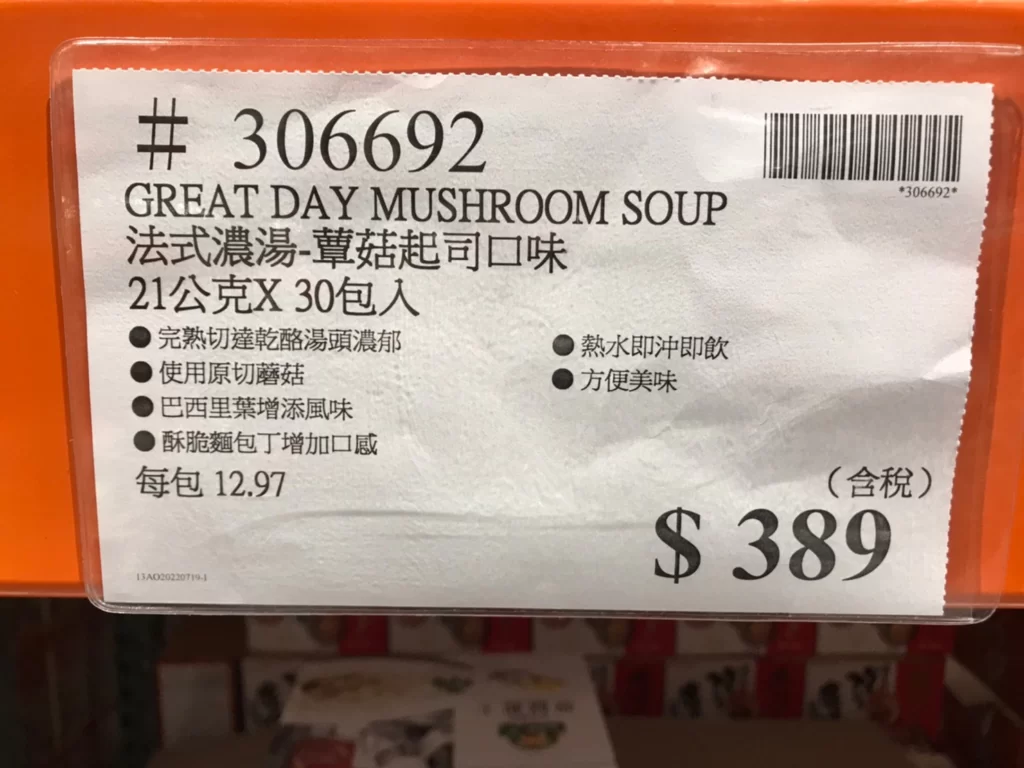 # 306692
*306692*
GREAT DAY MUSHROOM SOUP
法式濃湯-蕈菇起司口味
21公克X 30包入
●完熟切達乾酪湯頭濃郁
●使用原切蘑菇
●巴西里葉增添風味
●酥脆麵包丁增加口感
●熱水即沖即飲
●方便美味
每包 12.97
（含稅）
$ 389
13AO20220719-1